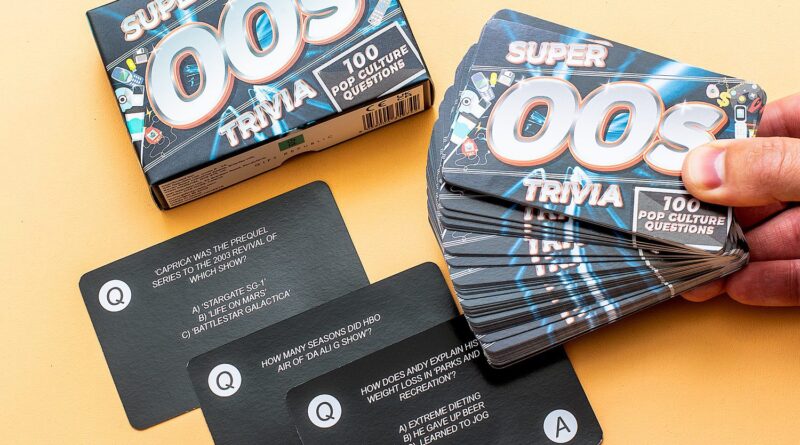 SUPER
00s
TRIVIA
100
POP CULTURE
QUESTIONS
GIFT REPUBLIC
CE
SUPER
00s
TRIVIA
100
POP CULTURE
QUESTIONS
Q
'CAPRICA' WAS THE PREQUEL
SERIES TO THE 2003 REVIVAL OF
WHICH SHOW?
A) 'STARGATE SG-1'
B) 'LIFE ON MARS'
C) 'BATTLESTAR GALACTICA'
Q
HOW MANY SEASONS DID HBO
AIR OF 'DA ALI G SHOW'?
Q
HOW DOES ANDY EXPLAIN HIS
WEIGHT LOSS IN 'PARKS AND
RECREATION'?
A) EXTREME DIETING
B) HE GAVE UP BEER
LEARNED TO JOG
A